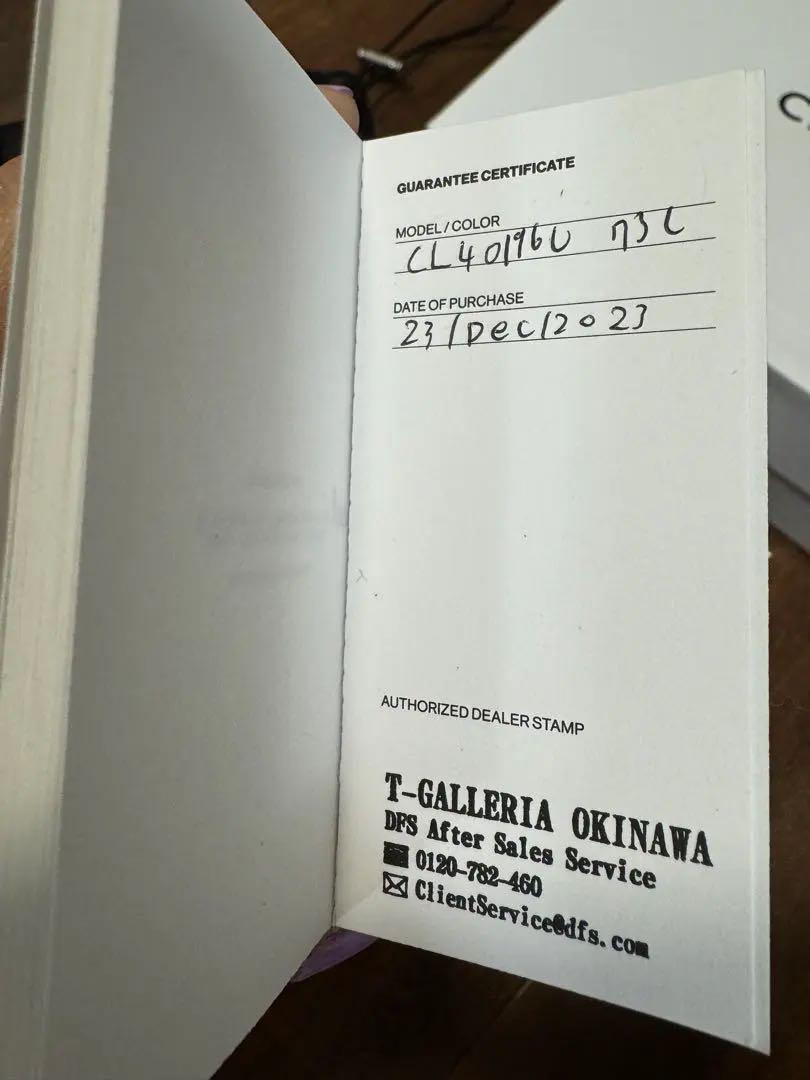 GUARANTEE CERTIFICATE
MODEL / COLOR
CL40196U 73C
DATE OF PURCHASE
23/Dec/2023
AUTHORIZED DEALER STAMP
T-GALLERIA OKINAWA
DFS After Sales Service
☎ 0120-782-460
✉ ClientService@dfs.com